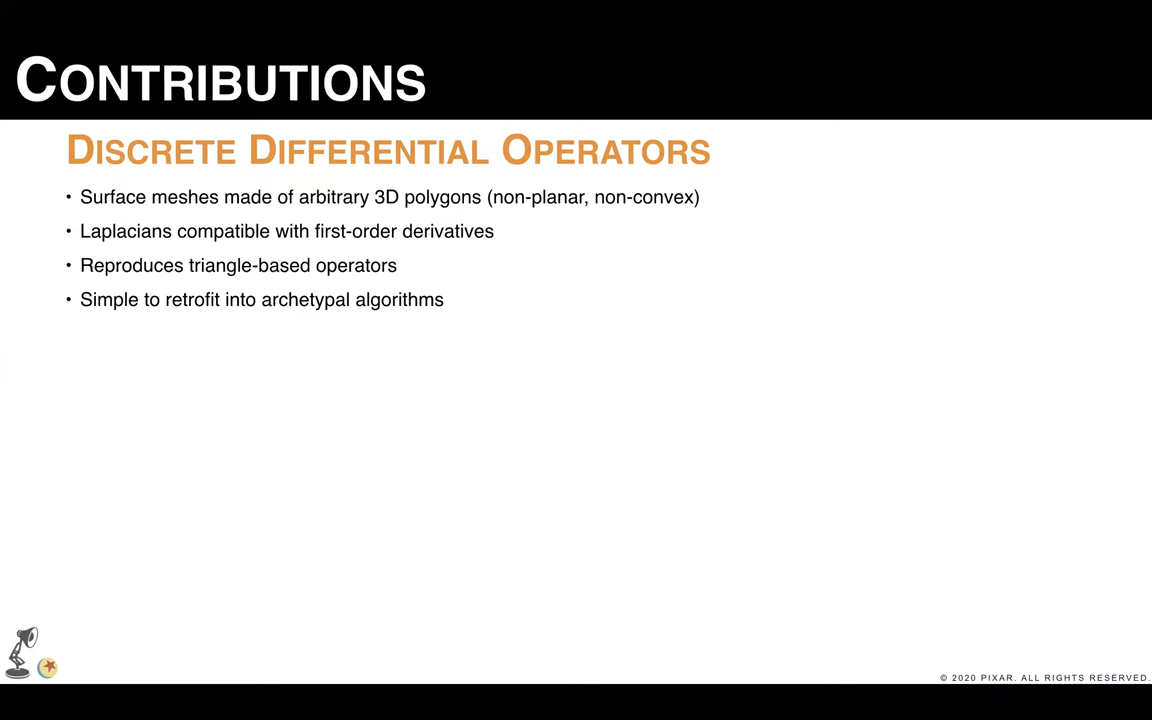 CONTRIBUTIONS
DISCRETE DIFFERENTIAL OPERATORS
• Surface meshes made of arbitrary 3D polygons (non-planar, non-convex)
• Laplacians compatible with first-order derivatives
• Reproduces triangle-based operators
• Simple to retrofit into archetypal algorithms
© 2020 PIXAR. ALL RIGHTS RESERVED.